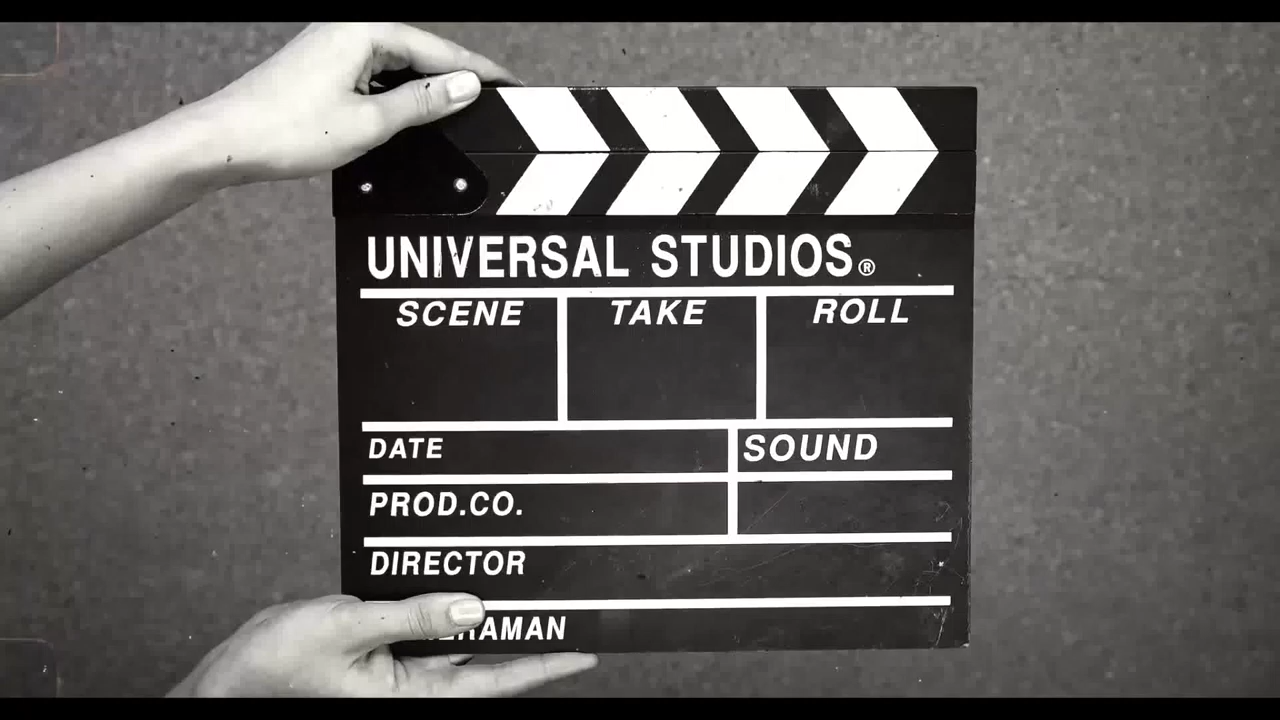 UNIVERSAL STUDIOS®
SCENE TAKE ROLL
DATE SOUND
PROD.CO.
DIRECTOR